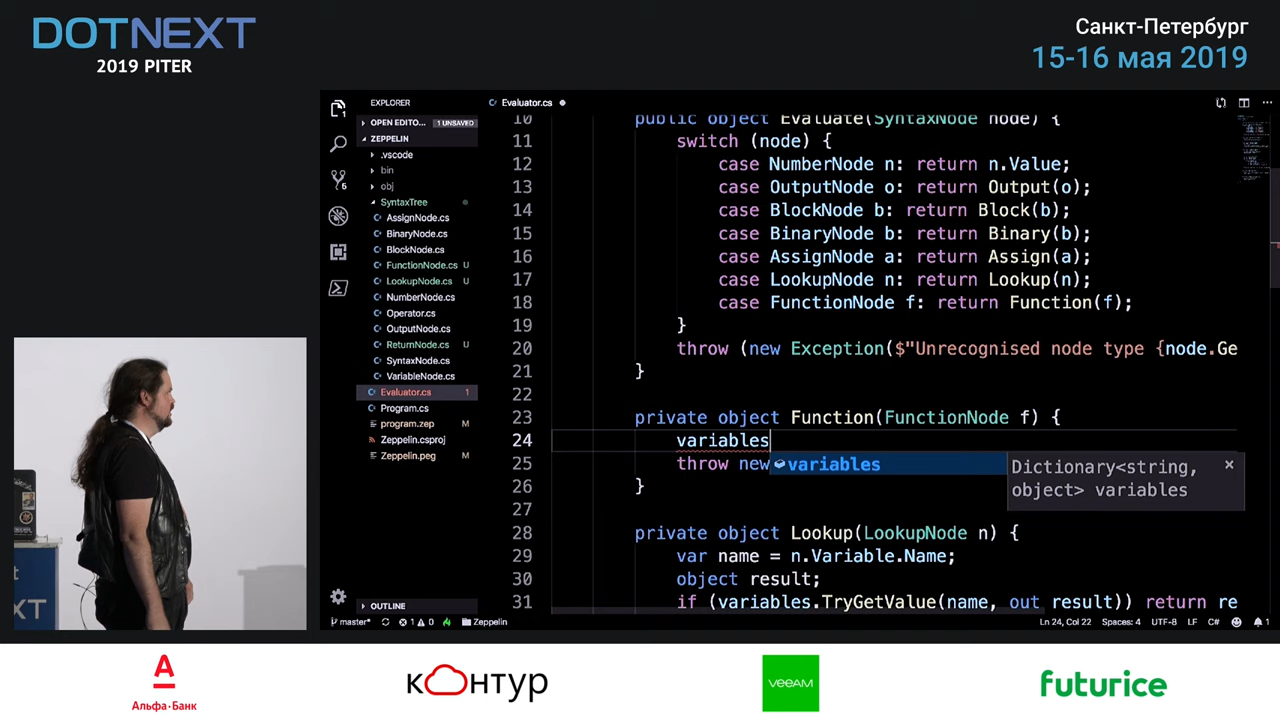 DOTNEXT
2019 PITER
Санкт-Петербург
15-16 мая 2019
EXPLORER
OPEN EDITO... 1 UNSAVED
ZEPPELIN
.vscode
bin
obj
SyntaxTree
AssignNode.cs
BinaryNode.cs
BlockNode.cs
FunctionNode.cs U
LookupNode.cs U
NumberNode.cs
Operator.cs
OutputNode.cs
ReturnNode.cs U
SyntaxNode.cs
VariableNode.cs
Evaluator.cs 1
Program.cs
program.zep M
Zeppelin.csproj
Zeppelin.peg M
OUTLINE
Evaluator.cs
10 public object Evaluate(SyntaxNode node) {
11 switch (node) {
12 case NumberNode n: return n.Value;
13 case OutputNode o: return Output(o);
14 case BlockNode b: return Block(b);
15 case BinaryNode b: return Binary(b);
16 case AssignNode a: return Assign(a);
17 case LookupNode n: return Lookup(n);
18 case FunctionNode f: return Function(f);
19 }
20 throw (new Exception($"Unrecognised node type {node.Ge
21 }
22
23 private object Function(FunctionNode f) {
24 variables
25 throw new
variables
Dictionary<string,
object> variables
26 }
27
28 private object Lookup(LookupNode n) {
29 var name = n.Variable.Name;
30 object result;
31 if (variables.TryGetValue(name, out result)) return re
master* 1 0 Zeppelin
Ln 24, Col 22 Spaces: 4 UTF-8 LF C# 1
А
Альфа·Банк
контур
veeAM
futurice